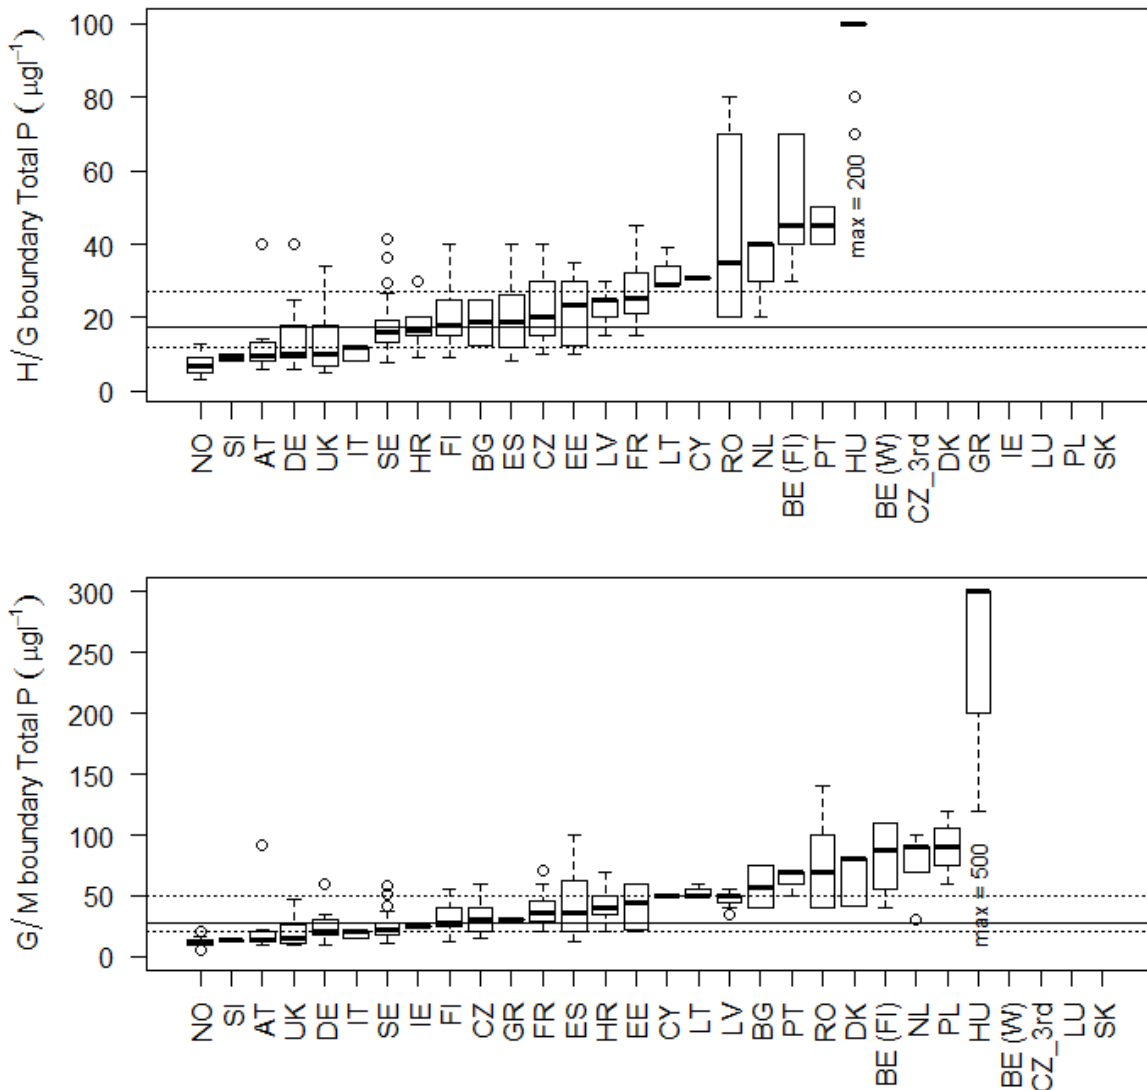 H/G boundary Total P ( µgl⁻¹)
100
80
60
40
20
0
max = 200
NO SI AT DE UK IT SE HR FI BG ES CZ EE LV FR LT CY RO NL BE (Fl) PT HU BE (W) CZ_3rd DK GR IE LU PL SK
G/M boundary Total P ( µgl⁻¹)
300
250
200
150
100
50
0
max = 500
NO SI AT UK DE IT SE IE FI CZ GR FR ES HR EE CY LT LV BG PT RO DK BE (Fl) NL PL HU BE (W) CZ_3rd LU SK